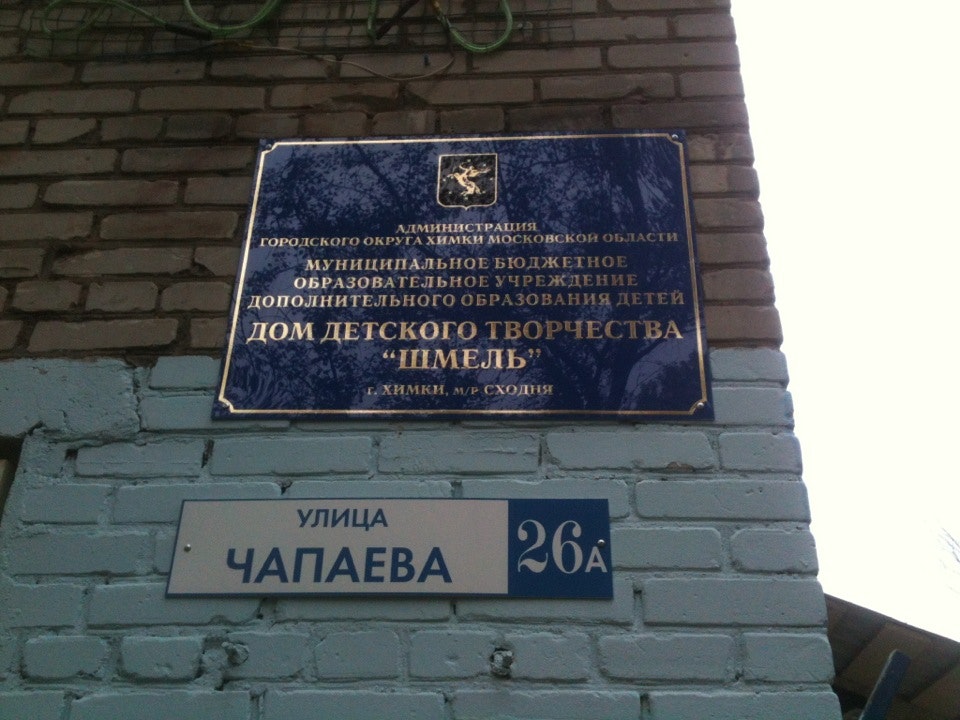 АДМИНИСТРАЦИЯ
ГОРОДСКОГО ОКРУГА ХИМКИ МОСКОВСКОЙ ОБЛАСТИ
МУНИЦИПАЛЬНОЕ БЮДЖЕТНОЕ
ОБРАЗОВАТЕЛЬНОЕ УЧРЕЖДЕНИЕ
ДОПОЛНИТЕЛЬНОГО ОБРАЗОВАНИЯ ДЕТЕЙ
ДОМ ДЕТСКОГО ТВОРЧЕСТВА
“ШМЕЛЬ”
г. ХИМКИ, м/р СХОДНЯ
УЛИЦА
ЧАПАЕВА
26А